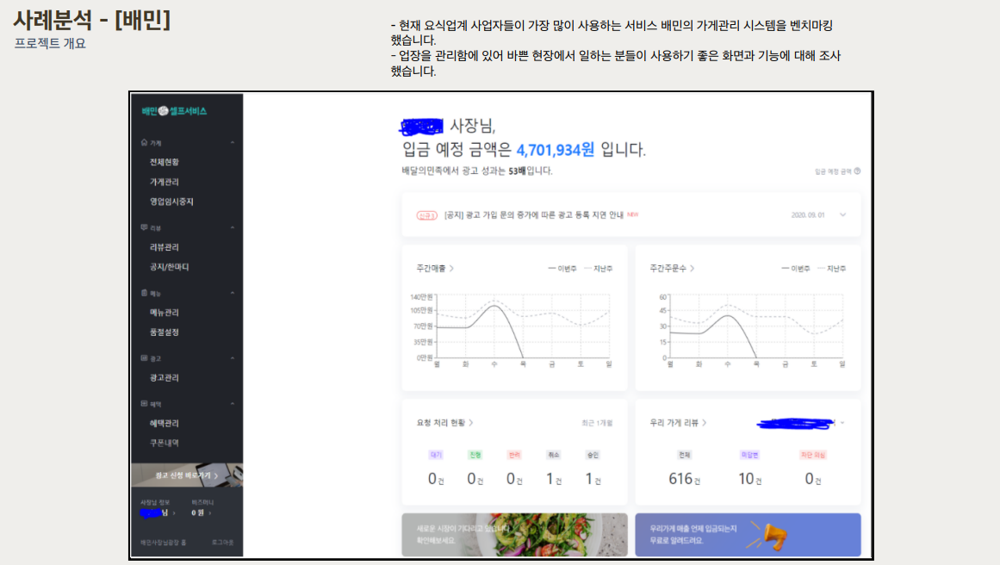 사례분석 - [배민]
프로젝트 개요
- 현재 요식업계 사업자들이 가장 많이 사용하는 서비스 배민의 가게관리 시스템을 벤치마킹
했습니다.
- 업장을 관리함에 있어 바쁜 현장에서 일하는 분들이 사용하기 좋은 화면과 기능에 대해 조사
했습니다.
배민 셀프서비스
가게
전체현황
가게관리
영업임시중지
리뷰
리뷰관리
공지/한마디
메뉴
메뉴관리
품절설정
광고
광고관리
혜택
혜택관리
쿠폰내역
광고 신청 바로가기 >
사장님 정보 비즈머니
님 > 0 원 >
배민사장님광장 홈 로그아웃
사장님,
입금 예정 금액은 4,701,934원 입니다.
배달의민족에서 광고 성과는 53배입니다.
입금 예정 금액 ?
[공지] 광고 가입 문의 증가에 따른 광고 등록 지연 안내 NEW 2020. 09. 01
주간매출 > 이번주 지난주
140만원
105만원
70만원
35만원
0만원
월 화 수 목 금 토 일
주간주문수 > 이번주 지난주
60
45
30
15
0
월 화 수 목 금 토 일
요청 처리 현황 > 최근 1개월
대기 진행 반려 취소 승인
0건 0건 0건 1건 1건
우리 가게 리뷰 >
전체 미답변 차단 의심
616건 10건 0건
새로운 시장이 기다리고 있습니다
확인해보세요.
우리가게 매출 언제 입금되는지
무료로 알려드려요.